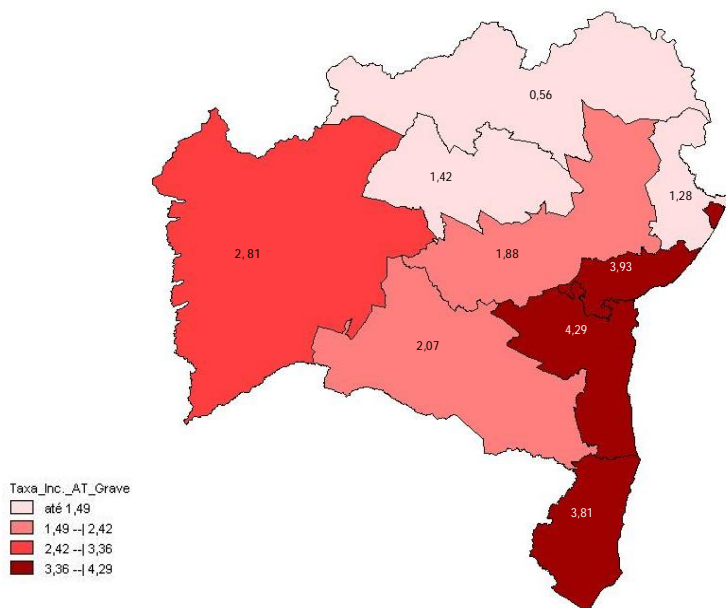 0,56
1,42
1,28
2,81
1,88
3,93
4,29
2,07
3,81
Taxa_Inc._AT_Grave
até 1,49
1,49 --| 2,42
2,42 --| 3,36
3,36 --| 4,29